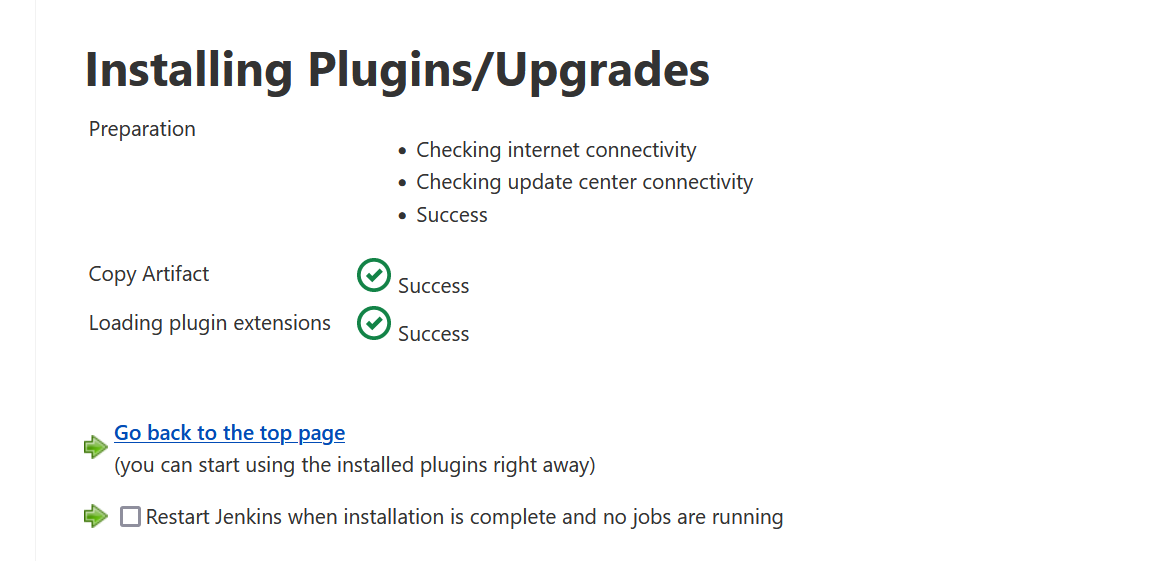 Installing Plugins/Upgrades
Preparation
Checking internet connectivity
Checking update center connectivity
Success
Copy Artifact
Success
Loading plugin extensions
Success
Go back to the top page
(you can start using the installed plugins right away)
Restart Jenkins when installation is complete and no jobs are running